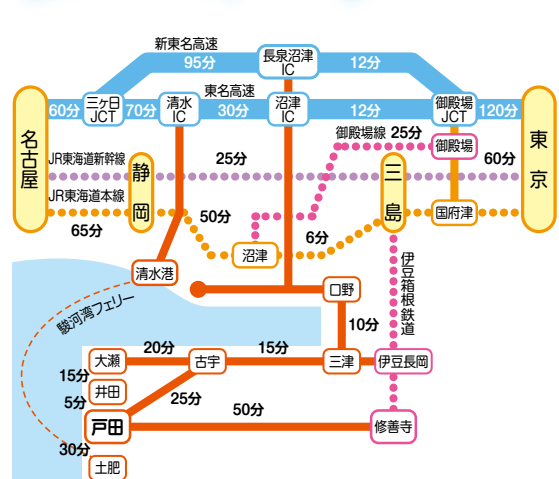 新東名高速
95分
長泉沼津
IC
12分
60分
三ケ日
JCT
70分
清水
IC
東名高速
30分
沼津
IC
12分
御殿場
JCT
120分
名古屋
東京
御殿場線 25分
御殿場
JR東海道新幹線
25分
60分
静岡
三島
JR東海道本線
65分
50分
6分
沼津
国府津
清水港
駿河湾フェリー
口野
10分
伊豆箱根鉄道
大瀬
20分
古宇
15分
三津
伊豆長岡
15分
井田
5分
25分
戸田
50分
修善寺
30分
土肥